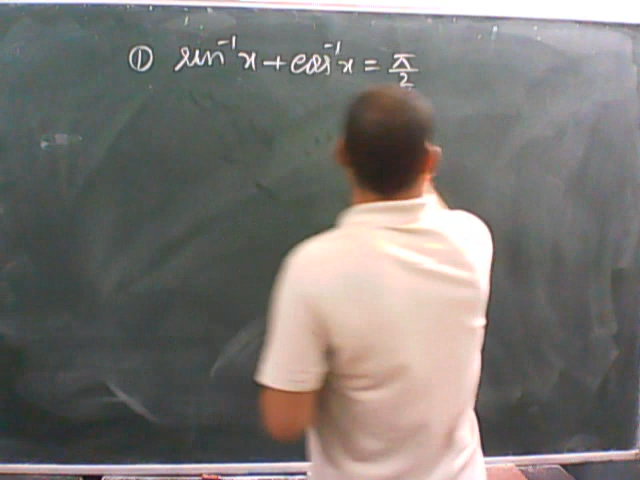 ① sin⁻¹x + cos⁻¹x = π/2